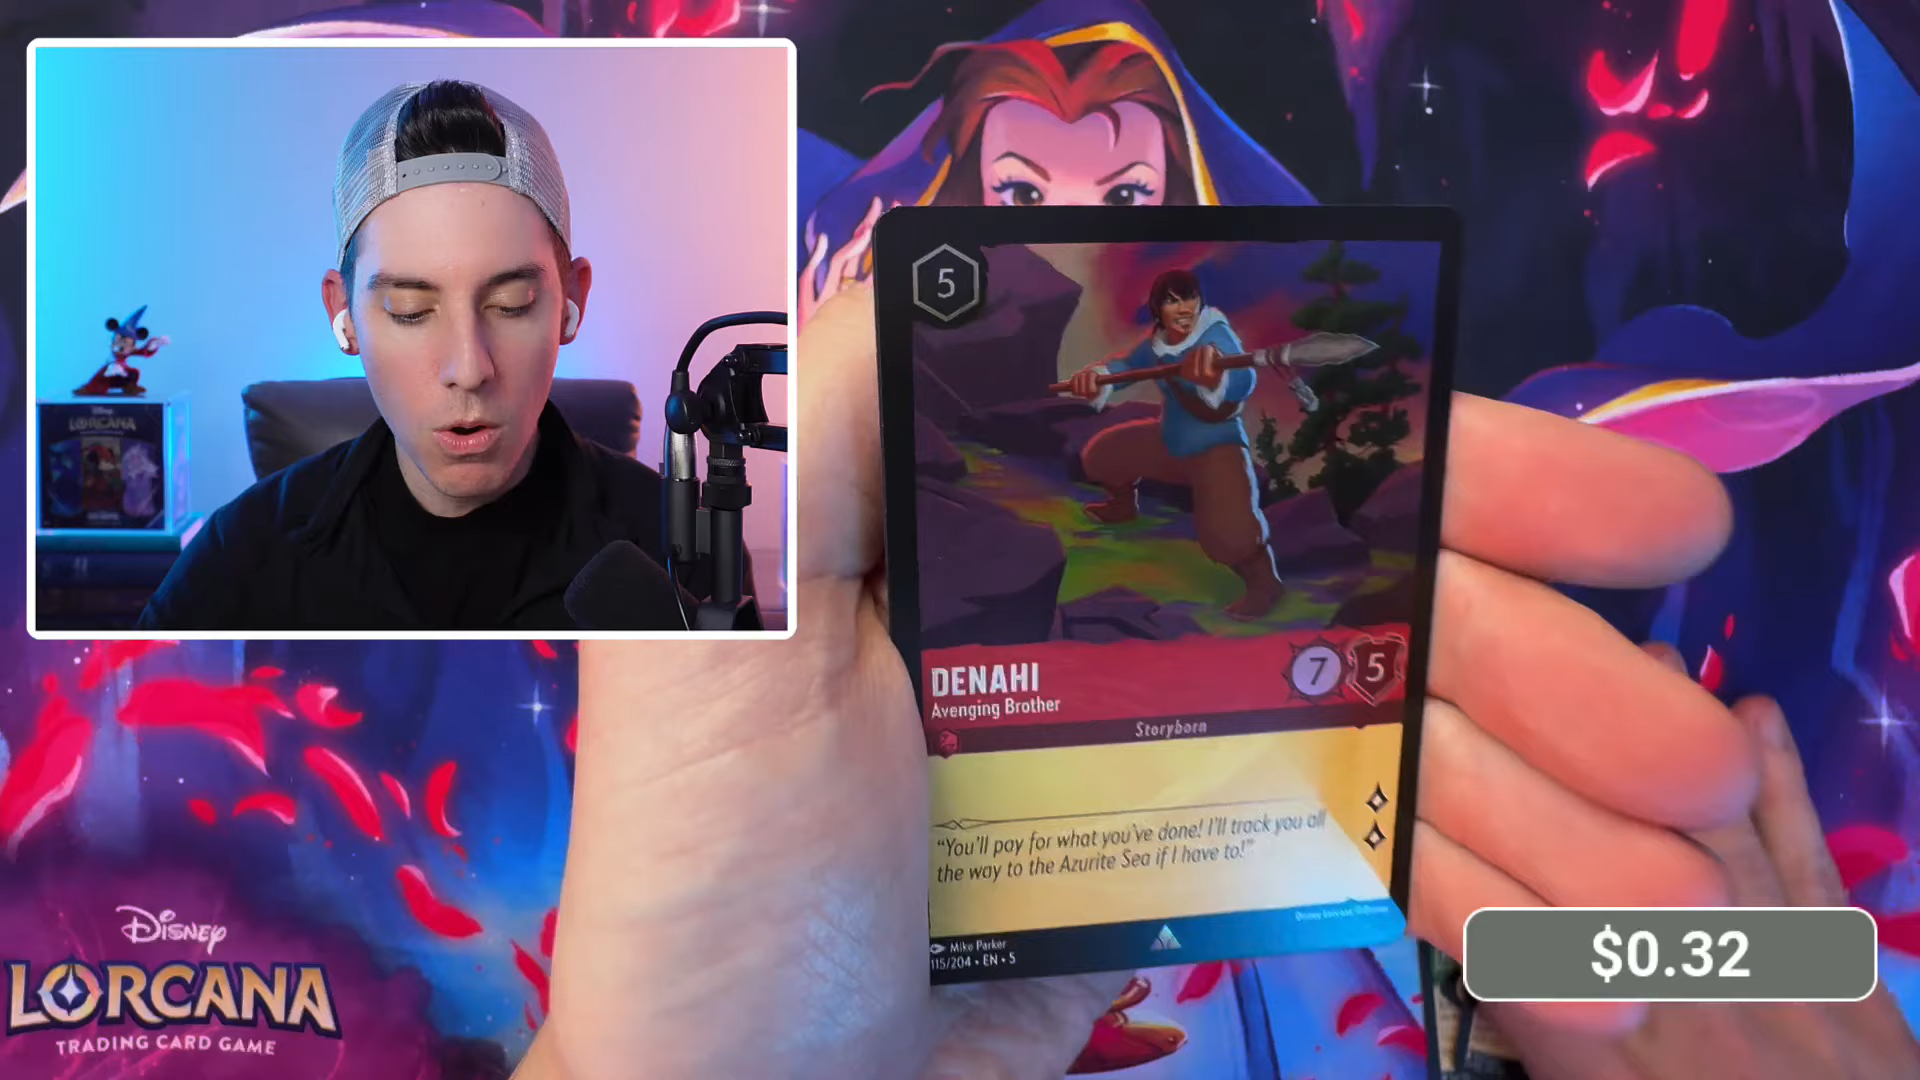 Disney
LORCANA
5
DENAHI
Avenging Brother
7
5
Storyborn
“You'll pay for what you've done! I'll track you all
the way to the Azurite Sea if I have to!”
Mike Parker
115/204 • EN • 5
$0.32
Disney
LORCANA
TRADING CARD GAME